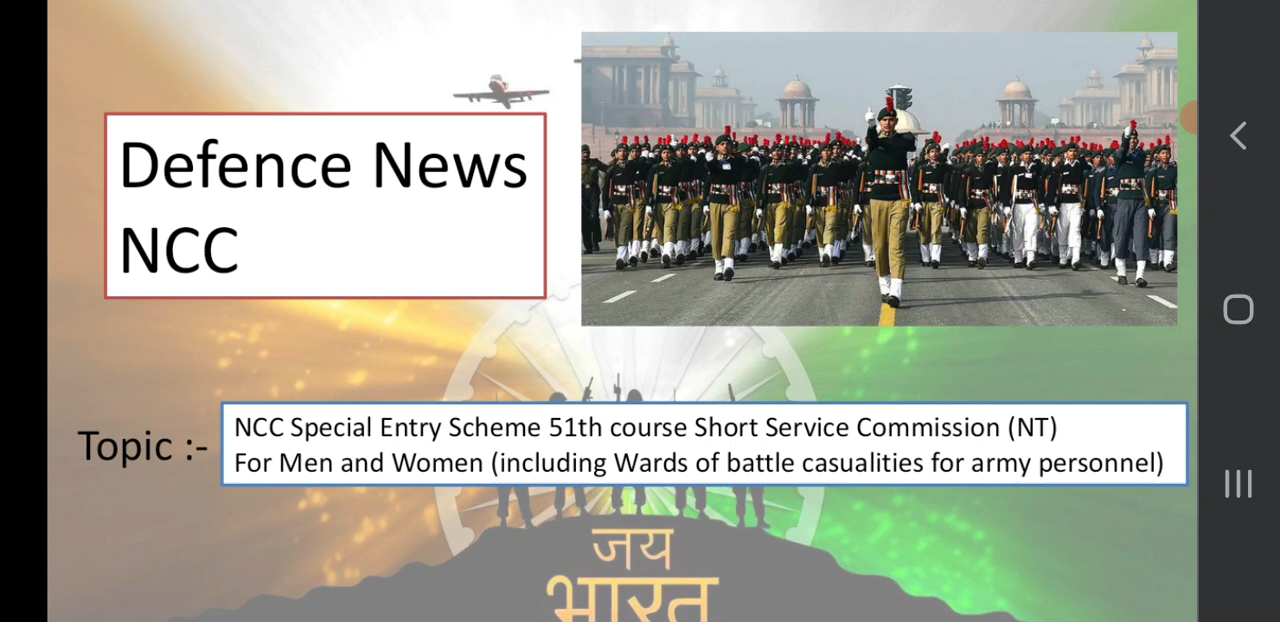 Defence News
NCC
Topic :-
NCC Special Entry Scheme 51th course Short Service Commission (NT)
For Men and Women (including Wards of battle casualities for army personnel)
जय
भारत